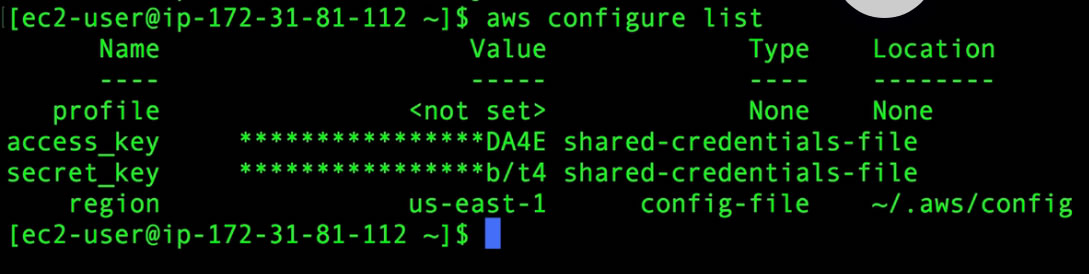 [ec2-user@ip-172-31-81-112 ~]$ aws configure list
      Name                    Value             Type    Location
      ----                    -----             ----    --------
   profile                <not set>             None    None
access_key     ****************DA4E shared-credentials-file
secret_key     ****************b/t4 shared-credentials-file
    region                us-east-1      config-file    ~/.aws/config
[ec2-user@ip-172-31-81-112 ~]$